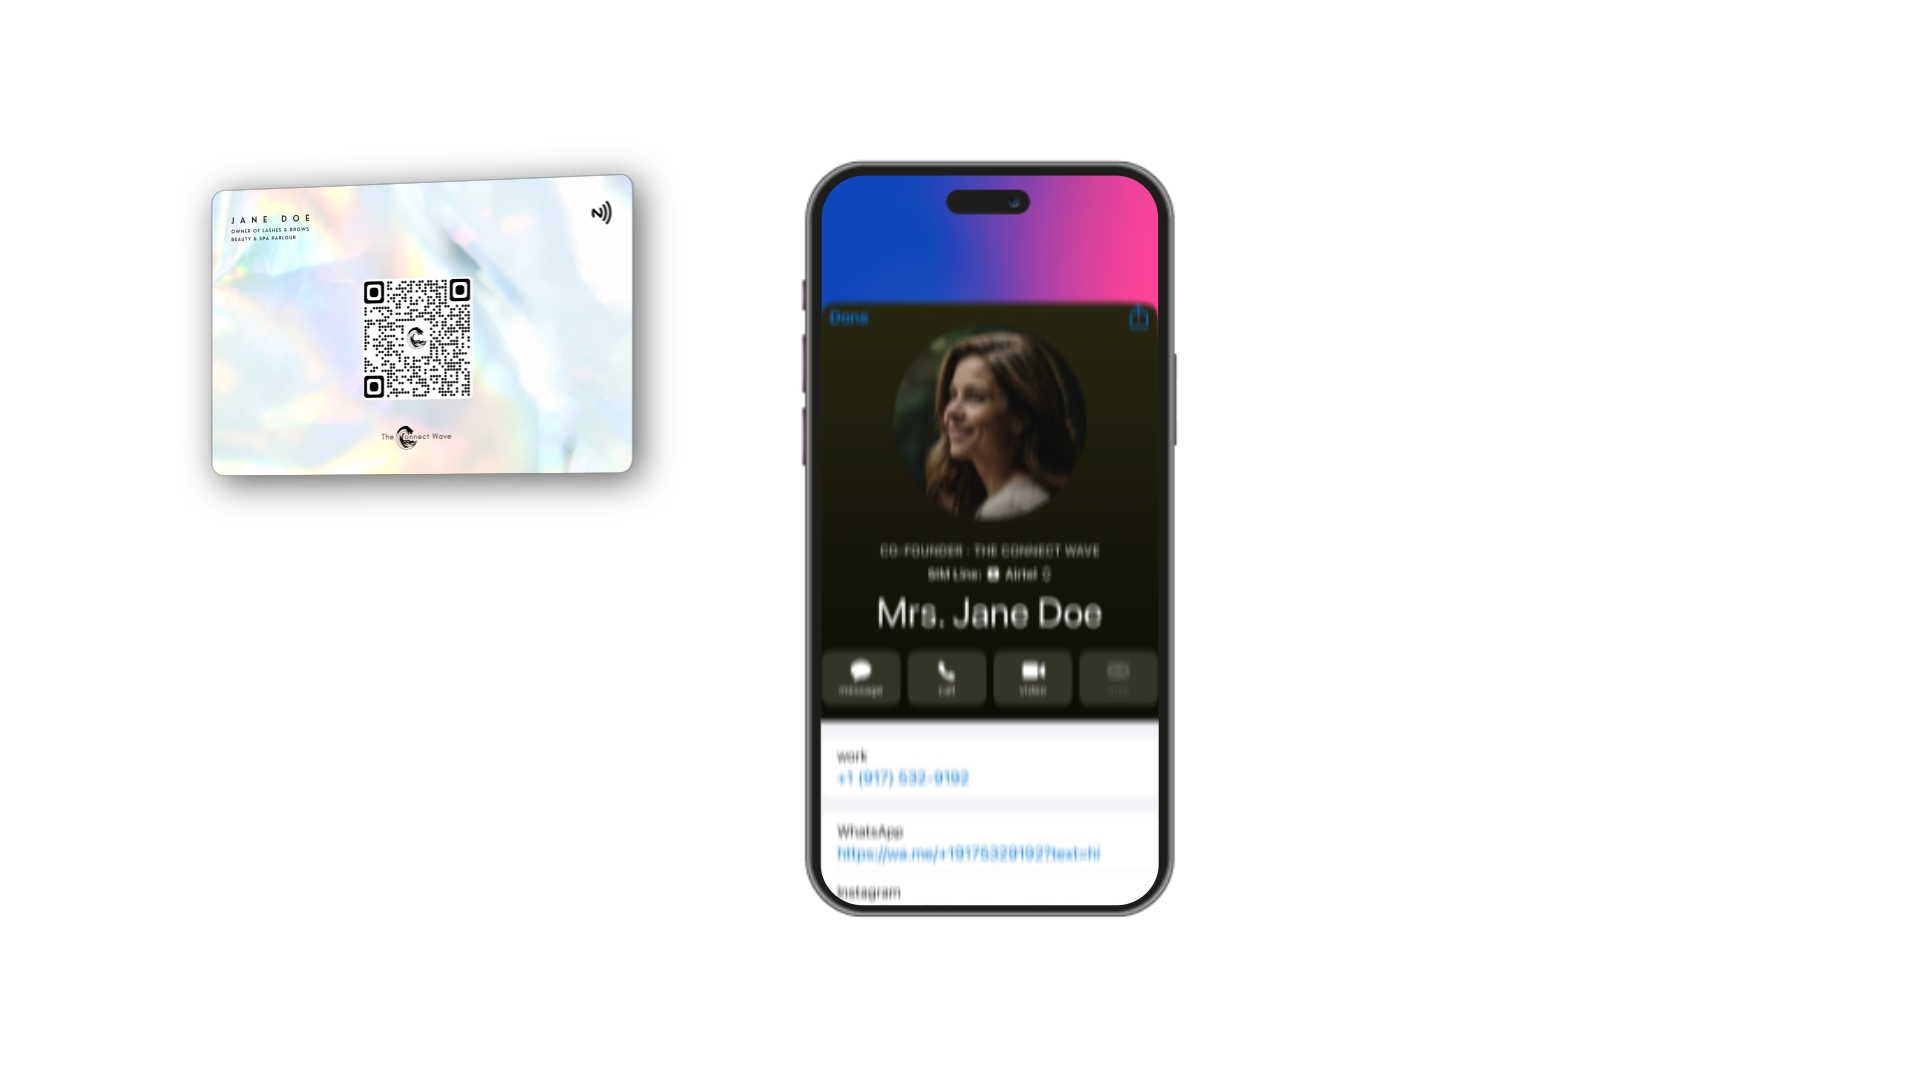 JANE DOE
OWNER OF LASHES & BROWS
BEAUTY & SPA PARLOUR
The Connect Wave
Done
CO-FOUNDER · THE CONNECT WAVE
SIM Line: Airtel
Mrs. Jane Doe
message call video
work
+1 (917) 532-9192
WhatsApp
https://wa.me/+19175329192?text=hi
Instagram